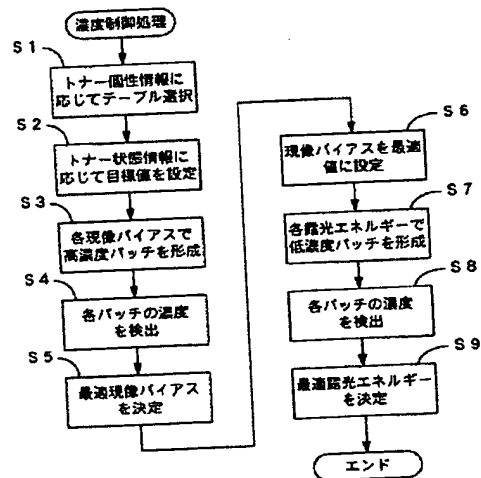 濃度制御処理
S1
トナー個性情報に
応じてテーブル選択
S2
トナー状態情報に
応じて目標値を設定
S3
各現像バイアスで
高濃度パッチを形成
S4
各パッチの濃度
を検出
S5
最適現像バイアス
を決定
S6
現像バイアスを最適
値に設定
S7
各露光エネルギーで
低濃度パッチを形成
S8
各パッチの濃度
を検出
S9
最適露光エネルギー
を決定
エンド